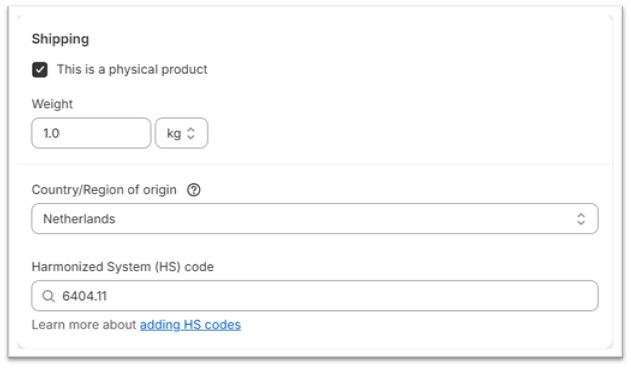 Shipping
This is a physical product
Weight
1.0 kg
Country/Region of origin
Netherlands
Harmonized System (HS) code
6404.11
Learn more about adding HS codes